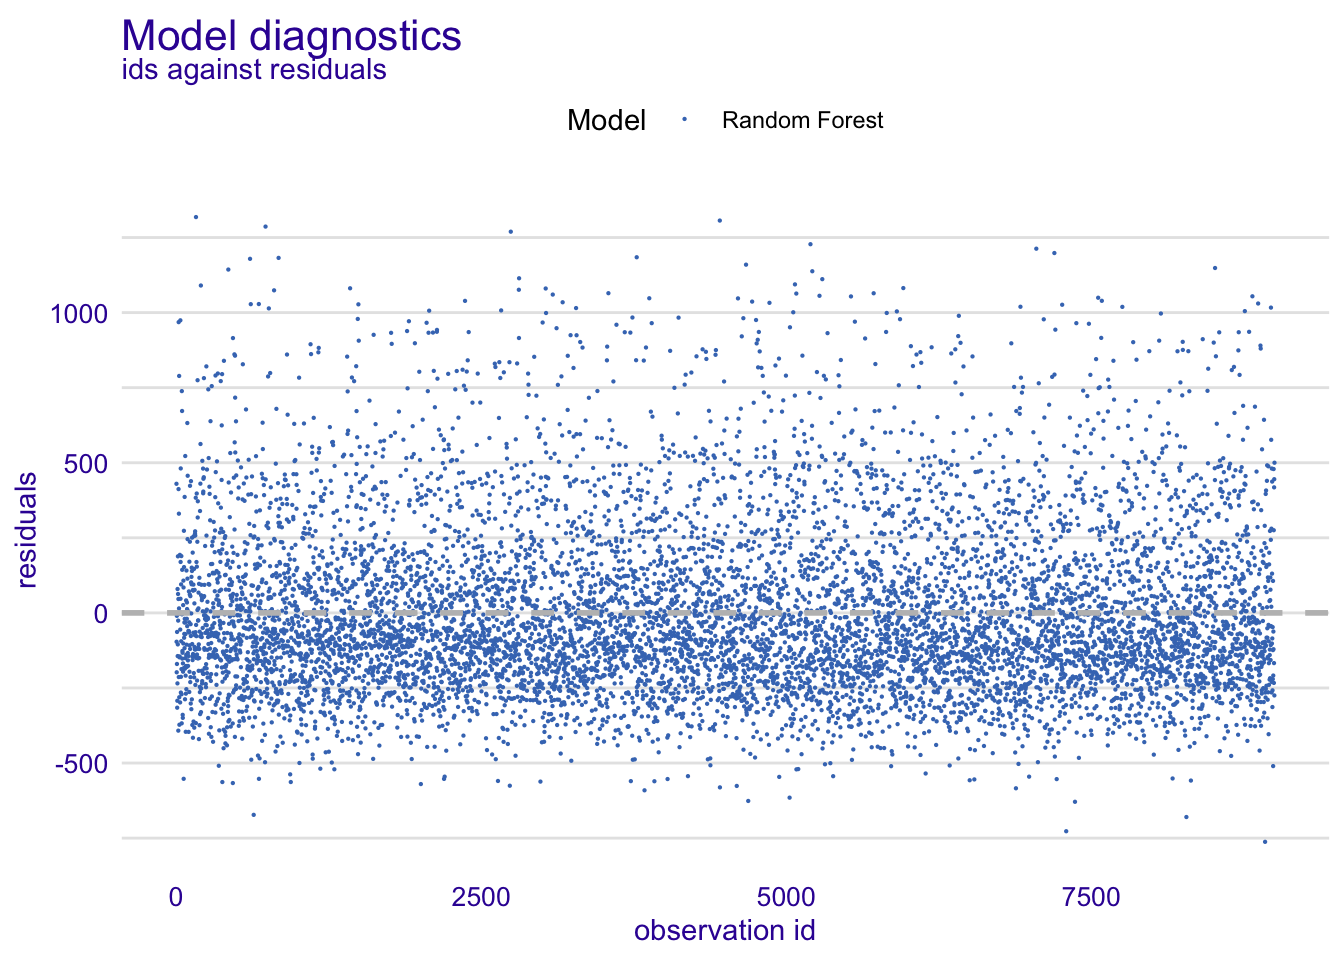 Model diagnostics
ids against residuals
Model Random Forest
1000
500
0
-500
residuals
0 2500 5000 7500
observation id